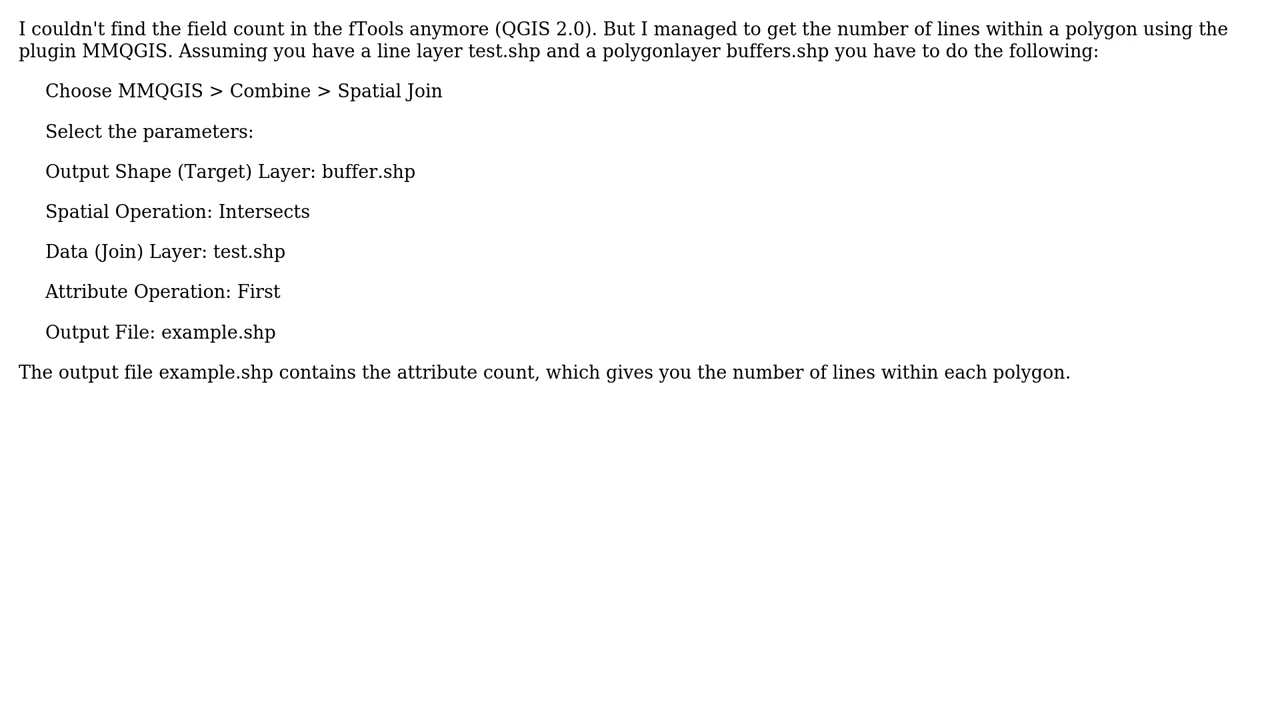 I couldn't find the field count in the fTools anymore (QGIS 2.0). But I managed to get the number of lines within a polygon using the
plugin MMQGIS. Assuming you have a line layer test.shp and a polygonlayer buffers.shp you have to do the following:
Choose MMQGIS > Combine > Spatial Join
Select the parameters:
Output Shape (Target) Layer: buffer.shp
Spatial Operation: Intersects
Data (Join) Layer: test.shp
Attribute Operation: First
Output File: example.shp
The output file example.shp contains the attribute count, which gives you the number of lines within each polygon.